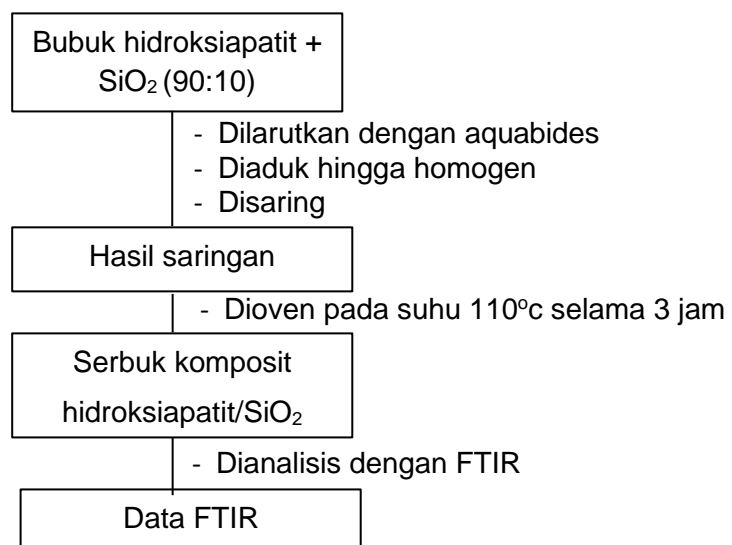 Bubuk hidroksiapatit +
SiO₂ (90:10)
- Dilarutkan dengan aquabides
- Diaduk hingga homogen
- Disaring
Hasil saringan
- Dioven pada suhu 110ᵒc selama 3 jam
Serbuk komposit
hidroksiapatit/SiO₂
- Dianalisis dengan FTIR
Data FTIR